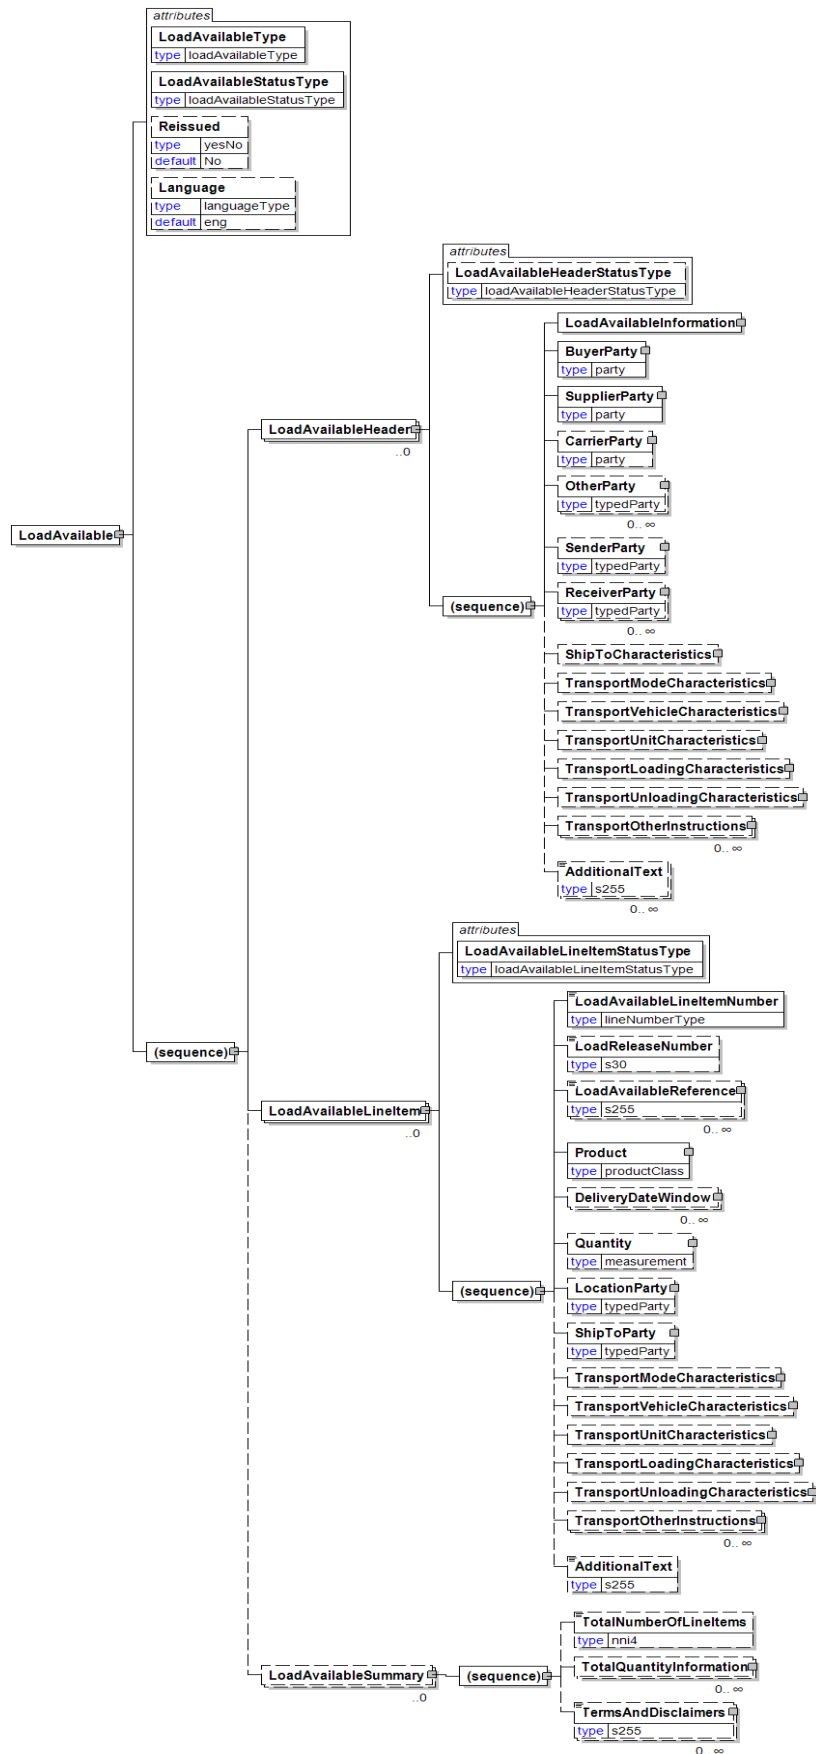 attributes
LoadAvailableType
type loadAvailableType
LoadAvailableStatusType
type loadAvailableStatusType
Reissued
type yesNo
default No
Language
type languageType
default eng
attributes
LoadAvailableHeaderStatusType
type loadAvailableHeaderStatusType
LoadAvailableInformation
BuyerParty
type party
SupplierParty
type party
LoadAvailableHeader
..0
CarrierParty
type party
OtherParty
type typedParty
0.. ∞
LoadAvailable
SenderParty
type typedParty
(sequence)
ReceiverParty
type typedParty
0.. ∞
ShipToCharacteristics
TransportModeCharacteristics
TransportVehicleCharacteristics
TransportUnitCharacteristics
TransportLoadingCharacteristics
TransportUnloadingCharacteristics
TransportOtherInstructions
0.. ∞
AdditionalText
type s255
0.. ∞
attributes
LoadAvailableLineItemStatusType
type loadAvailableLineItemStatusType
LoadAvailableLineItemNumber
type lineNumberType
(sequence)
LoadReleaseNumber
type s30
LoadAvailableReference
type s255
0.. ∞
LoadAvailableLineItem
..0
Product
type productClass
DeliveryDateWindow
0.. ∞
Quantity
type measurement
(sequence)
LocationParty
type typedParty
ShipToParty
type typedParty
TransportModeCharacteristics
TransportVehicleCharacteristics
TransportUnitCharacteristics
TransportLoadingCharacteristics
TransportUnloadingCharacteristics
TransportOtherInstructions
0.. ∞
AdditionalText
type s255
TotalNumberOfLineItems
type nni4
LoadAvailableSummary
..0
(sequence)
TotalQuantityInformation
0.. ∞
TermsAndDisclaimers
type s255
0.. ∞